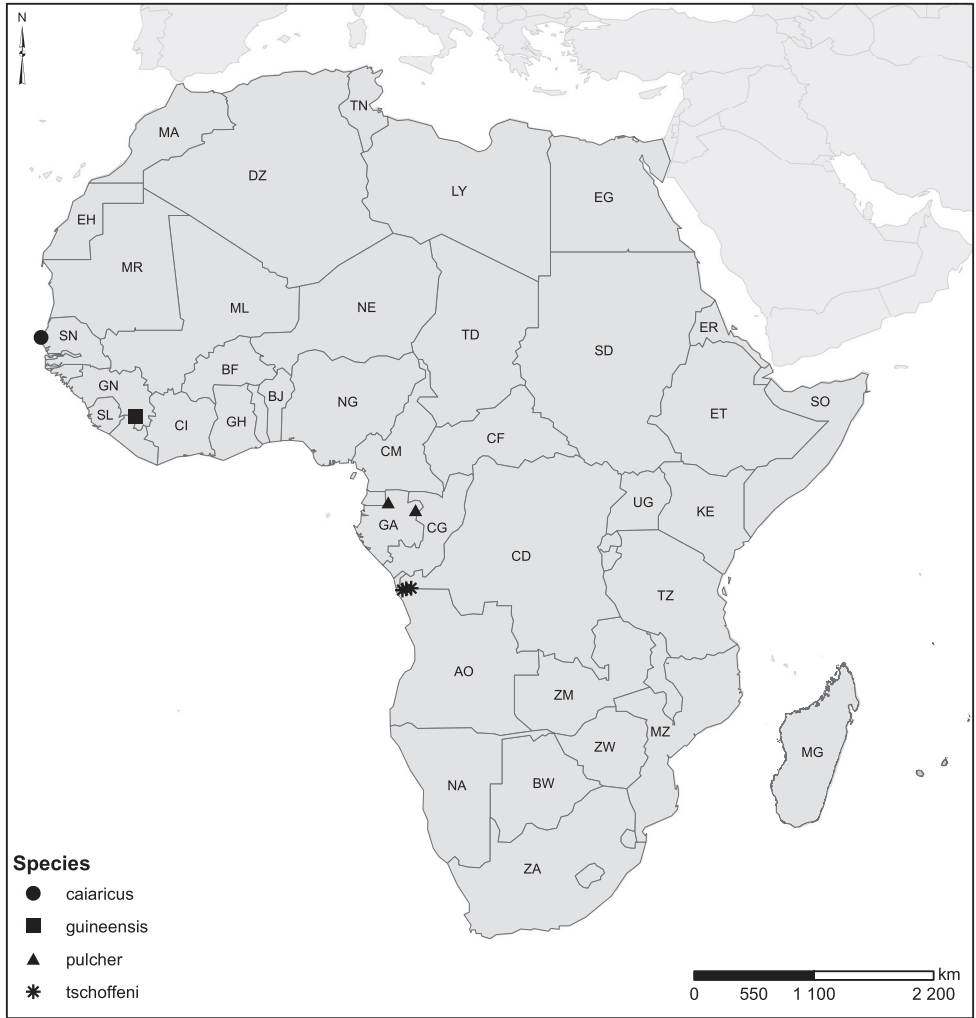 N
TN
MA
DZ
LY
EG
EH
MR
ML
NE
TD
SD
ER
SN
BF
GN
BJ
NG
SL
CI
GH
CM
CF
ET
SO
UG
KE
GA
CG
CD
TZ
AO
ZM
MZ
ZW
MG
NA
BW
ZA
Species
caiaricus
guineensis
pulcher
tschoffeni
km
0 550 1 100 2 200